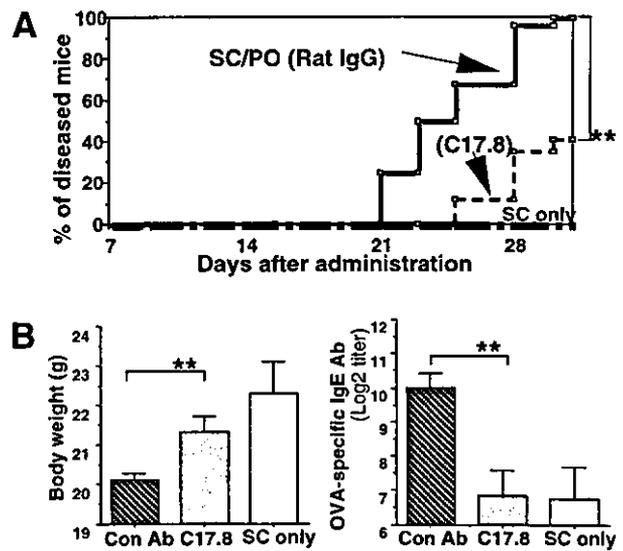 A
% of diseased mice
100
80
60
40
20
0
SC/PO (Rat IgG)
(C17.8)
**
SC only
7 14 21 28
Days after administration
B
Body weight (g)
24
23
22
21
20
19
**
Con Ab C17.8 SC only
OVA-specific IgE Ab
(Log2 titer)
12
11
10
9
8
7
6
**
Con Ab C17.8 SC only